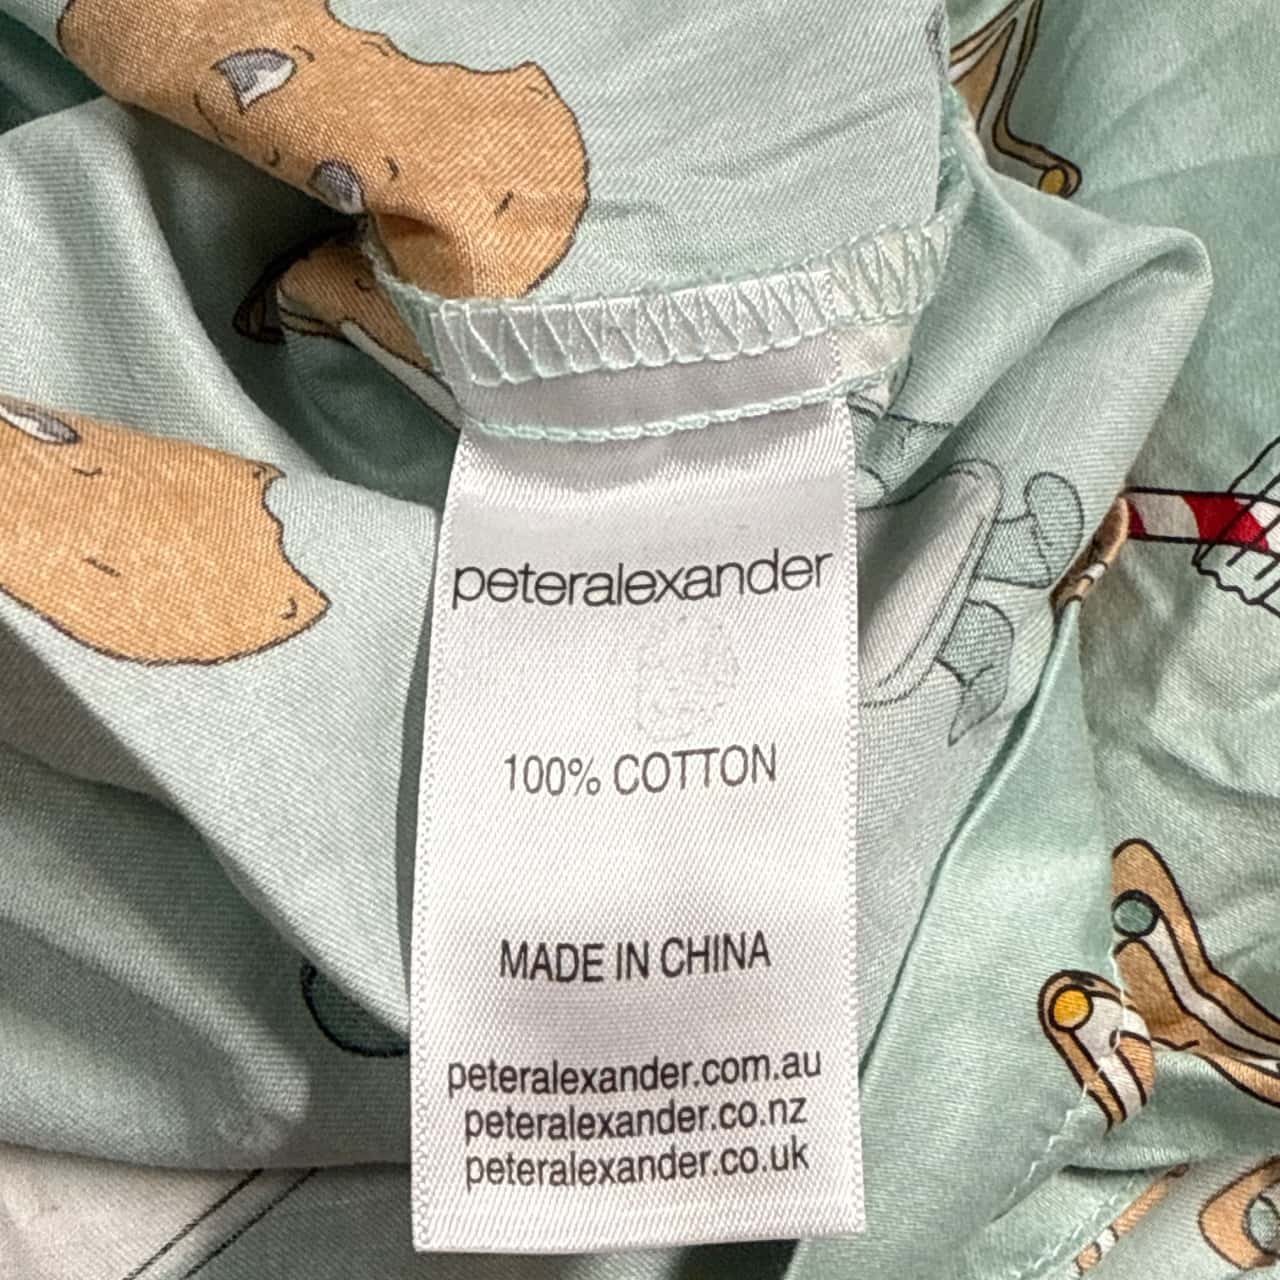 peteralexander
100% COTTON
MADE IN CHINA
peteralexander.com.au
peteralexander.co.nz
peteralexander.co.uk